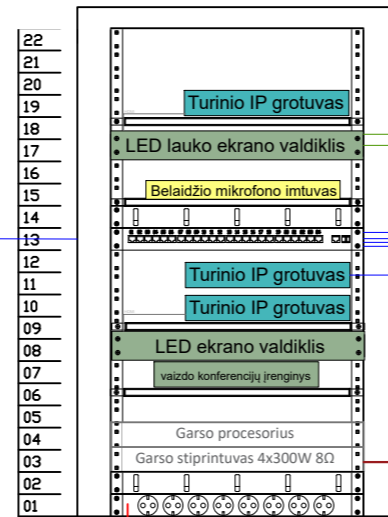 22
21
20
19
Turinio IP grotuvas
18
17
LED lauko ekrano valdiklis
16
15
Belaidžio mikrofono imtuvas
14
13
12
11
Turinio IP grotuvas
10
Turinio IP grotuvas
09
08
LED ekrano valdiklis
07
vaizdo konferencijų įrenginys
06
05
04
Garso procesorius
03
Garso stiprintuvas 4x300W 8Ω
02
01